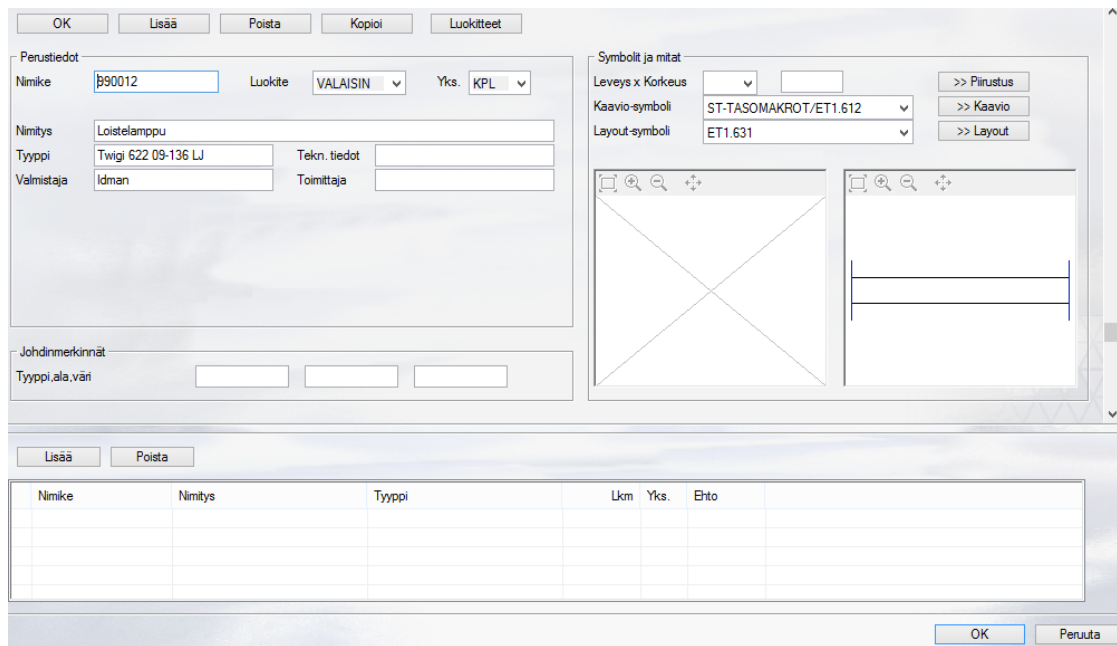 OK Lisää Poista Kopioi Luokitteet
Perustiedot
Nimike 990012 Luokite VALAISIN Yks. KPL
Nimitys Loistelamppu
Tyyppi Twigi 622 09-136 LJ Tekn. tiedot
Valmistaja Idman Toimittaja
Symbolit ja mitat
Leveys x Korkeus >> Piirustus
Kaavio-symboli ST-TASOMAKROT/ET1.612 >> Kaavio
Layout-symboli ET1.631 >> Layout
Johdinmerkinnät
Tyyppi,ala,väri
Lisää Poista
Nimike Nimitys Tyyppi Lkm Yks. Ehto
OK Peruuta